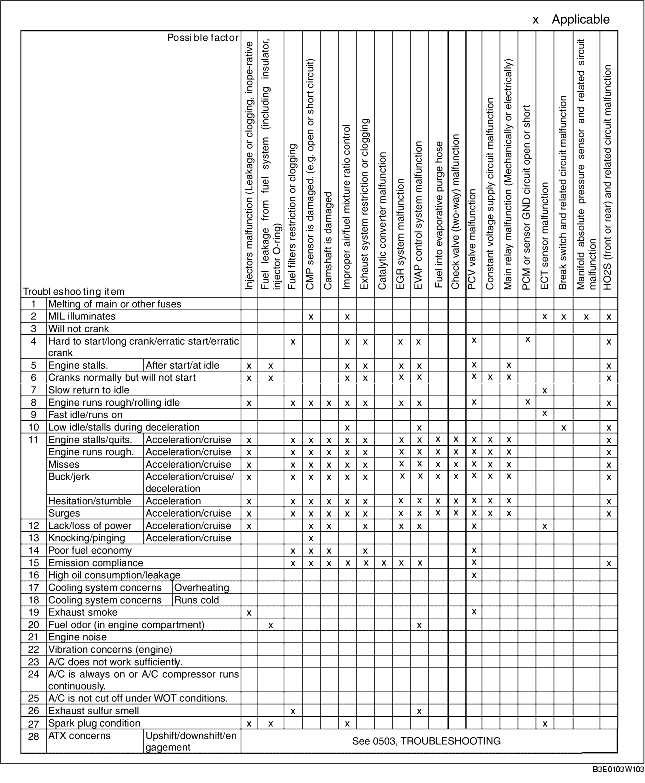 x Applicable
Possible factor
Injectors malfunction (Leakage or clogging, inope-rative
Fuel leakage from fuel system (including insulator,
injector O-ring)
Fuel filters restriction or clogging
CMP sensor is damaged. (e.g. open or short circuit)
Camshaft is damaged
Improper air/fuel mixture ratio control
Exhaust system restriction or clogging
Catalytic converter malfunction
EGR system malfunction
EVAP control system malfunction
Fuel into evaporative purge hose
Check valve (two-way) malfunction
PCV valve malfunction
Constant voltage supply circuit malfunction
Main relay malfunction (Mechanically or electrically)
PCM or sensor GND circuit open or short
ECT sensor malfunction
Break switch and related circuit malfunction
Manifold absolute pressure sensor and related circuit
malfunction
HO2S (front or rear) and related circuit malfunction
Troubleshooting item
1 Melting of main or other fuses
2 MIL illuminates x x x x x x
3 Will not crank
4 Hard to start/long crank/erratic start/erratic x x x x x x x x
crank
5 Engine stalls. After start/at idle x x x x x x x x x
6 Cranks normally but will not start x x x x x x x x x x
7 Slow return to idle x
8 Engine runs rough/rolling idle x x x x x x x x x x x
9 Fast idle/runs on x
10 Low idle/stalls during deceleration x x x x
11 Engine stalls/quits. Acceleration/cruise x x x x x x x x x x x x x x
Engine runs rough. Acceleration/cruise x x x x x x x x x x x x x x
Misses Acceleration/cruise x x x x x x x x x x x x x x
Buck/jerk Acceleration/cruise/ x x x x x x x x x x x x x x
deceleration
Hesitation/stumble Acceleration x x x x x x x x x x x x x x
Surges Acceleration/cruise x x x x x x x x x x x x x x
12 Lack/loss of power Acceleration/cruise x x x x x x x x
13 Knocking/pinging Acceleration/cruise x
14 Poor fuel economy x x x x x
15 Emission compliance x x x x x x x x x x
16 High oil consumption/leakage x
17 Cooling system concerns Overheating
18 Cooling system concerns Runs cold
19 Exhaust smoke x x
20 Fuel odor (in engine compartment) x x
21 Engine noise
22 Vibration concerns (engine)
23 A/C does not work sufficiently.
24 A/C is always on or A/C compressor runs
continuously.
25 A/C is not cut off under WOT conditions.
26 Exhaust sulfur smell x x
27 Spark plug condition x x x x
28 ATX concerns Upshift/downshift/en See 0503, TROUBLESHOOTING
gagement
B3E0103W103